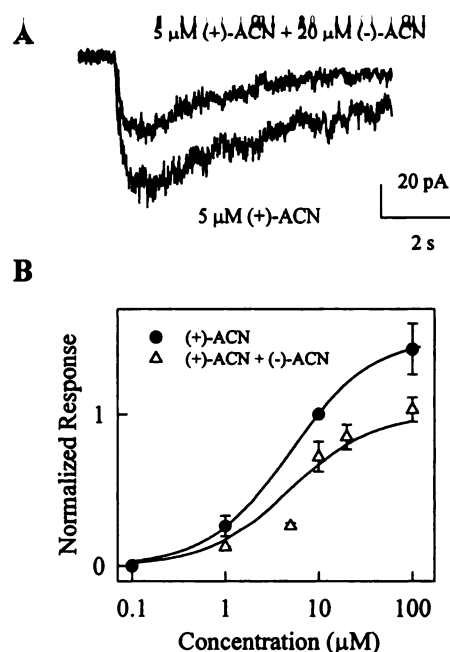 A
5 µM (+)-ACN + 20 µM (-)-ACN
20 pA
5 µM (+)-ACN
2 s
B
(+)-ACN
(+)-ACN + (-)-ACN
Normalized Response
1
0
0.1 1 10 100
Concentration (µM)